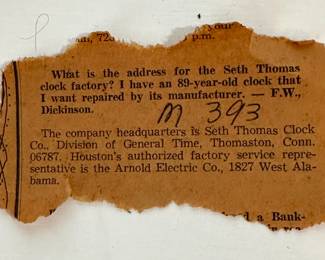 your
p.m.
What is the address for the Seth Thomas
clock factory? I have an 89-year-old clock that
I want repaired by its manufacturer. — F.W.,
Dickinson.
M 393
The company headquarters is Seth Thomas Clock
Co., Division of General Time, Thomaston, Conn.
06787. Houston's authorized factory service repre-
sentative is the Arnold Electric Co., 1827 West Ala-
bama.
a Bank-